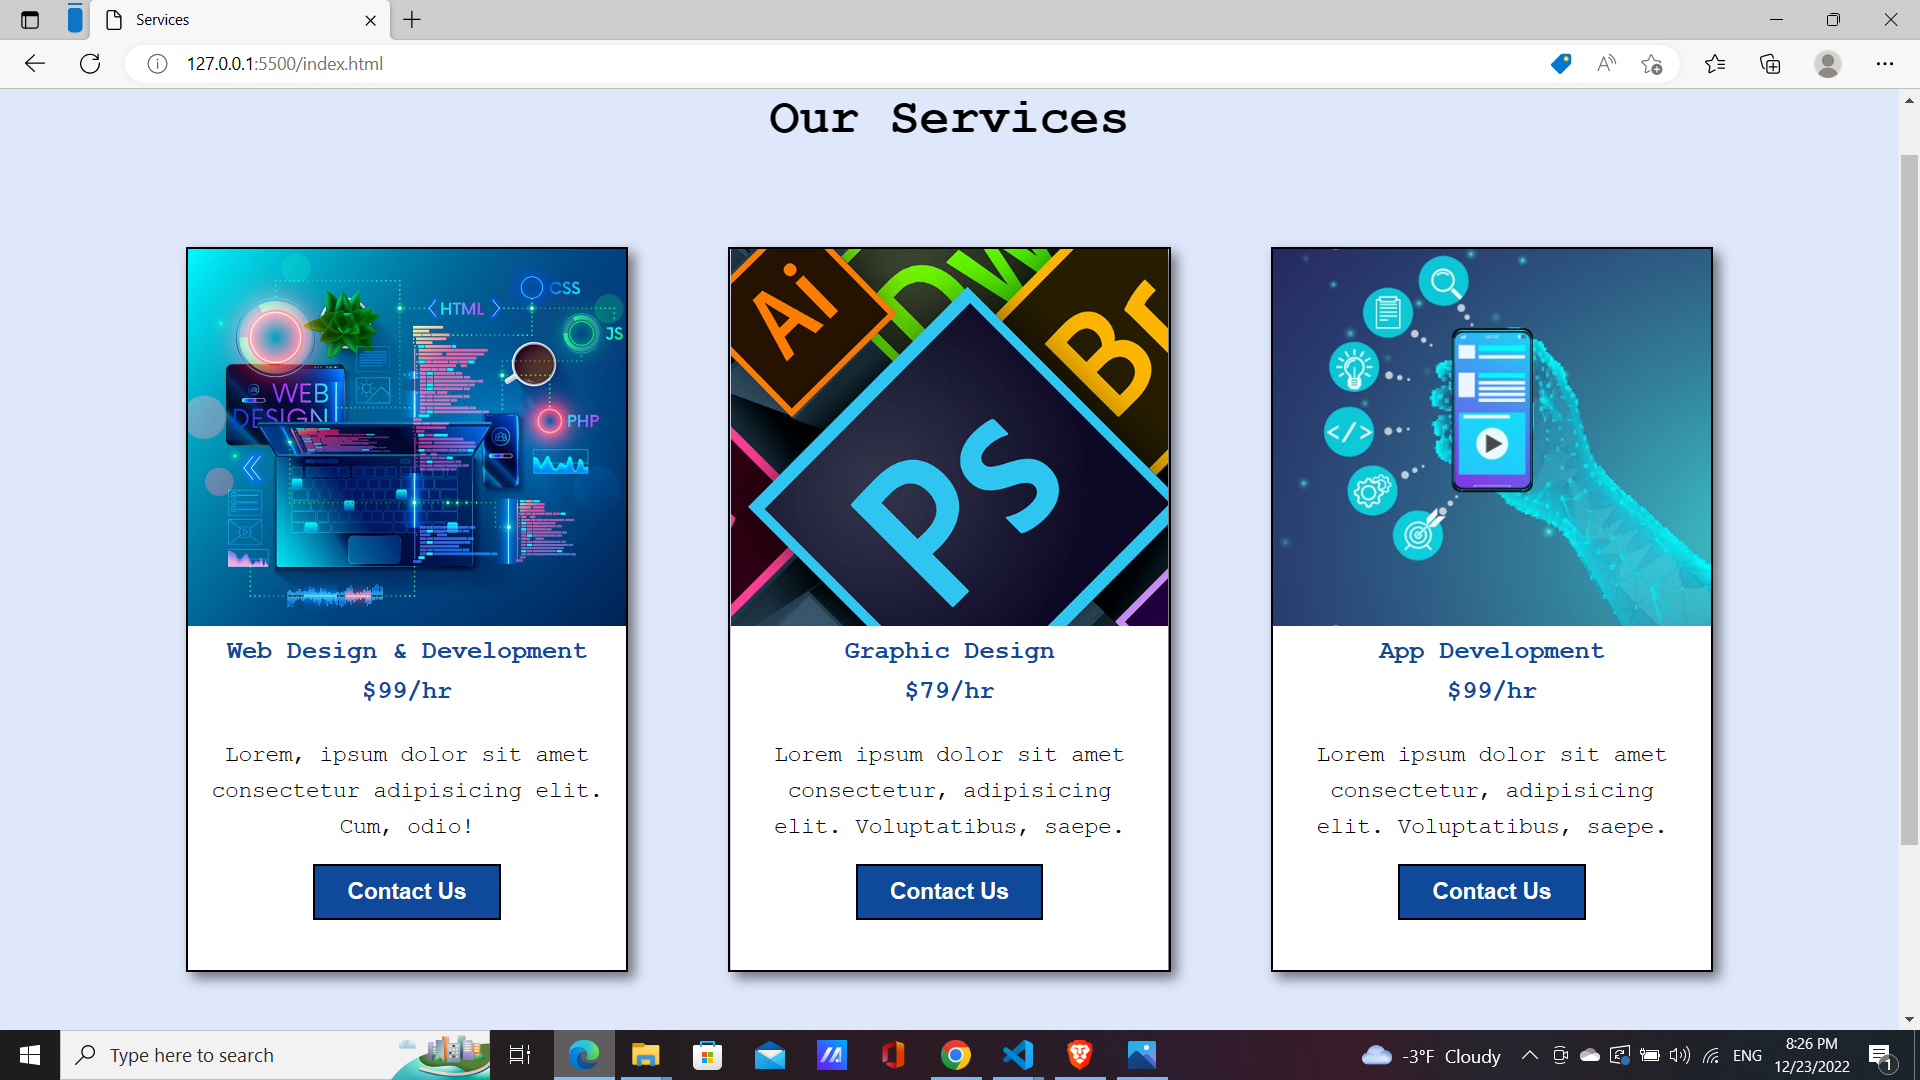 Services
127.0.0.1:5500/index.html
Our Services
CSS
HTML
JS
WEB
DESIGN
PHP
Ai
Dw
Br
Ps
</>
Web Design & Development
$99/hr
Lorem, ipsum dolor sit amet
consectetur adipisicing elit.
Cum, odio!
Contact Us
Graphic Design
$79/hr
Lorem ipsum dolor sit amet
consectetur, adipisicing
elit. Voluptatibus, saepe.
Contact Us
App Development
$99/hr
Lorem ipsum dolor sit amet
consectetur, adipisicing
elit. Voluptatibus, saepe.
Contact Us
Type here to search
-3°F Cloudy
ENG
8:26 PM
12/23/2022
1